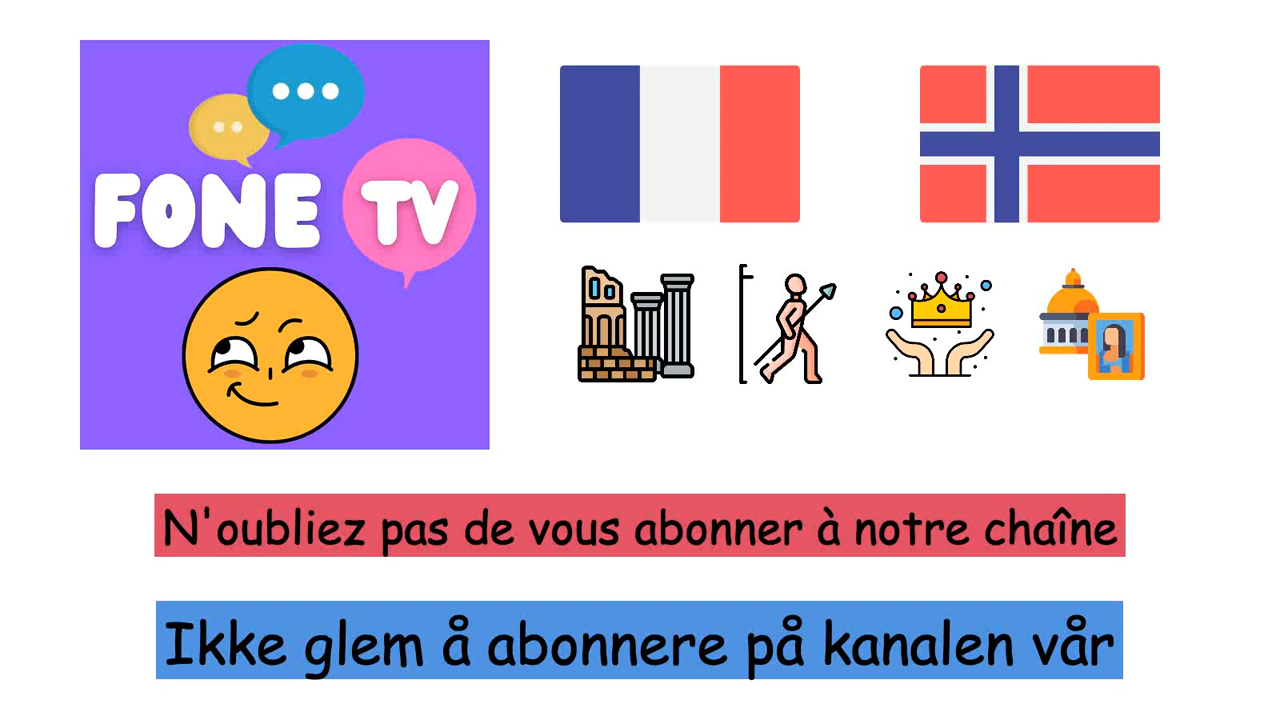 FONE TV
N'oubliez pas de vous abonner à notre chaîne
Ikke glem å abonnere på kanalen vår